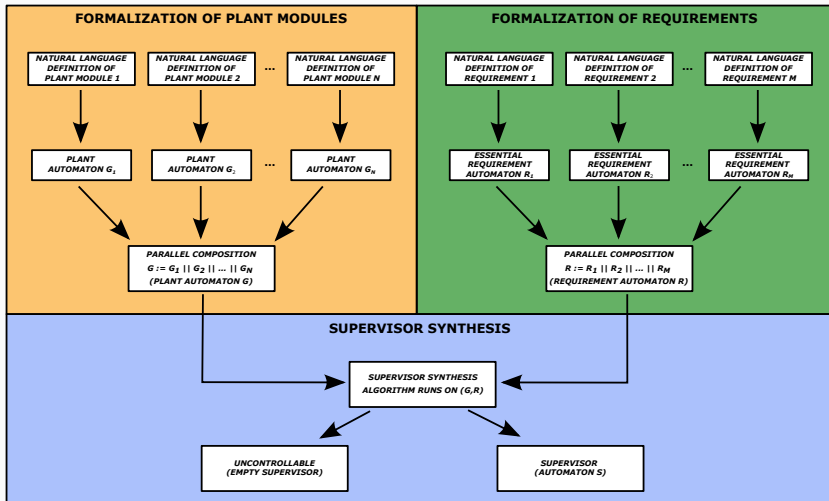 FORMALIZATION OF PLANT MODULES
NATURAL LANGUAGE
DEFINITION OF
PLANT MODULE 1
NATURAL LANGUAGE
DEFINITION OF
PLANT MODULE 2
...
NATURAL LANGUAGE
DEFINITION OF
PLANT MODULE N
PLANT
AUTOMATON G₁
PLANT
AUTOMATON G₂
...
PLANT
AUTOMATON G_N
PARALLEL COMPOSITION
G := G₁ || G₂ || ... || G_N
(PLANT AUTOMATON G)
FORMALIZATION OF REQUIREMENTS
NATURAL LANGUAGE
DEFINITION OF
REQUIREMENT 1
NATURAL LANGUAGE
DEFINITION OF
REQUIREMENT 2
...
NATURAL LANGUAGE
DEFINITION OF
REQUIREMENT M
ESSENTIAL
REQUIREMENT
AUTOMATON R₁
ESSENTIAL
REQUIREMENT
AUTOMATON R₂
...
ESSENTIAL
REQUIREMENT
AUTOMATON R_M
PARALLEL COMPOSITION
R := R₁ || R₂ || ... || R_M
(REQUIREMENT AUTOMATON R)
SUPERVISOR SYNTHESIS
SUPERVISOR SYNTHESIS
ALGORITHM RUNS ON (G,R)
UNCONTROLLABLE
(EMPTY SUPERVISOR)
SUPERVISOR
(AUTOMATON S)